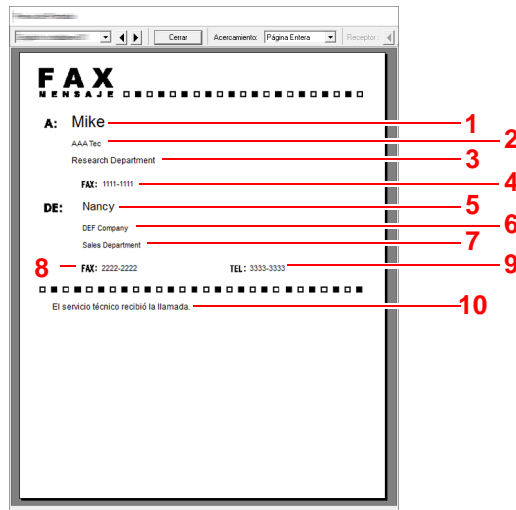 Cerrar Acercamiento: Página Entera Receptor:
FAX
MENSAJE
A: Mike 1
AAA Tec 2
Research Department 3
FAX: 1111-1111 4
DE: Nancy 5
DEF Company 6
Sales Department 7
8 FAX: 2222-2222 TEL: 3333-3333 9
El servicio técnico recibió la llamada. 10